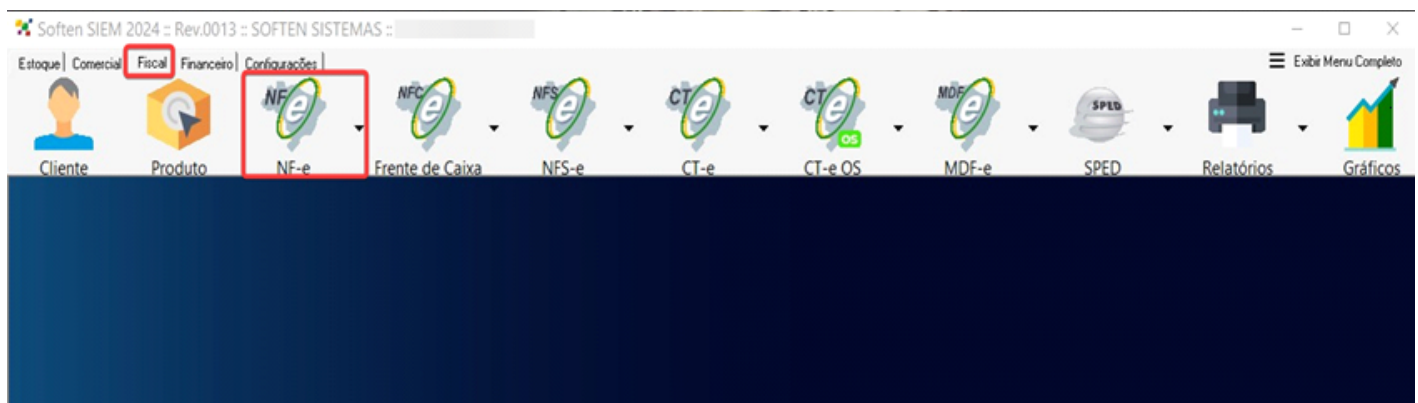 Soften SIEM 2024 :: Rev.0013 :: SOFTEN SISTEMAS ::
Estoque Comercial Fiscal Financeiro Configurações Exibir Menu Completo
NF NFC NFS CT CT MDF SPED
OS
Cliente Produto NF-e Frente de Caixa NFS-e CT-e CT-e OS MDF-e SPED Relatórios Gráficos